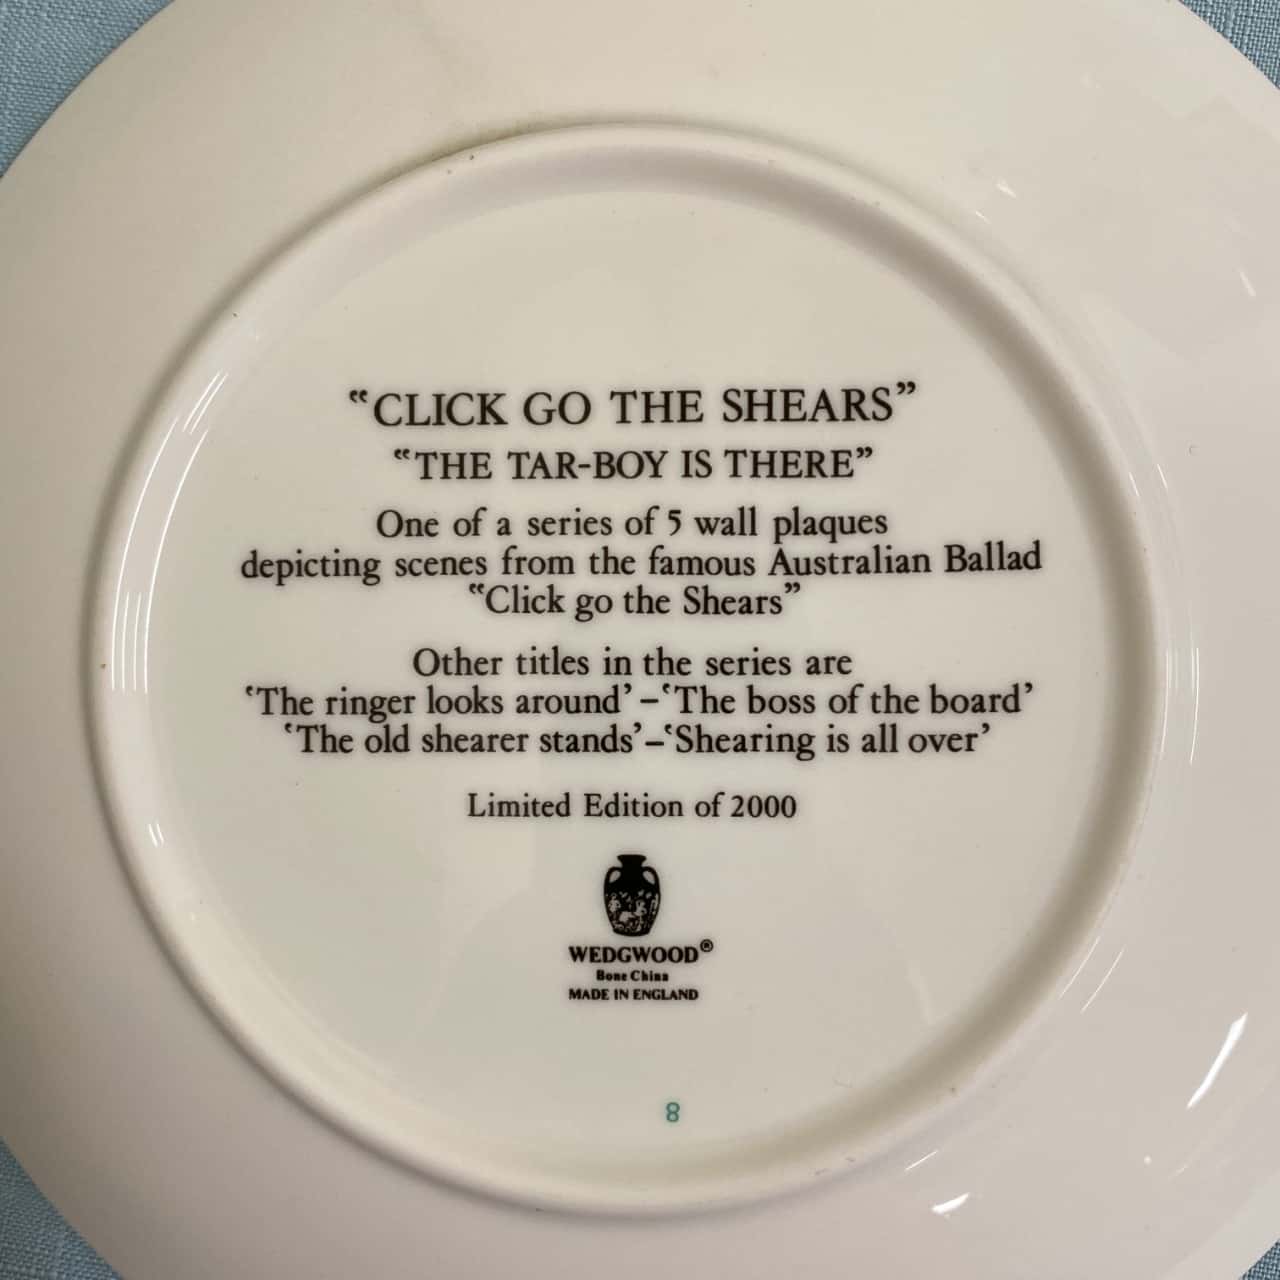 “CLICK GO THE SHEARS”
“THE TAR-BOY IS THERE”
One of a series of 5 wall plaques
depicting scenes from the famous Australian Ballad
“Click go the Shears”
Other titles in the series are
‘The ringer looks around’ – ‘The boss of the board’
‘The old shearer stands’ – ‘Shearing is all over’
Limited Edition of 2000
WEDGWOOD®
Bone China
MADE IN ENGLAND
8